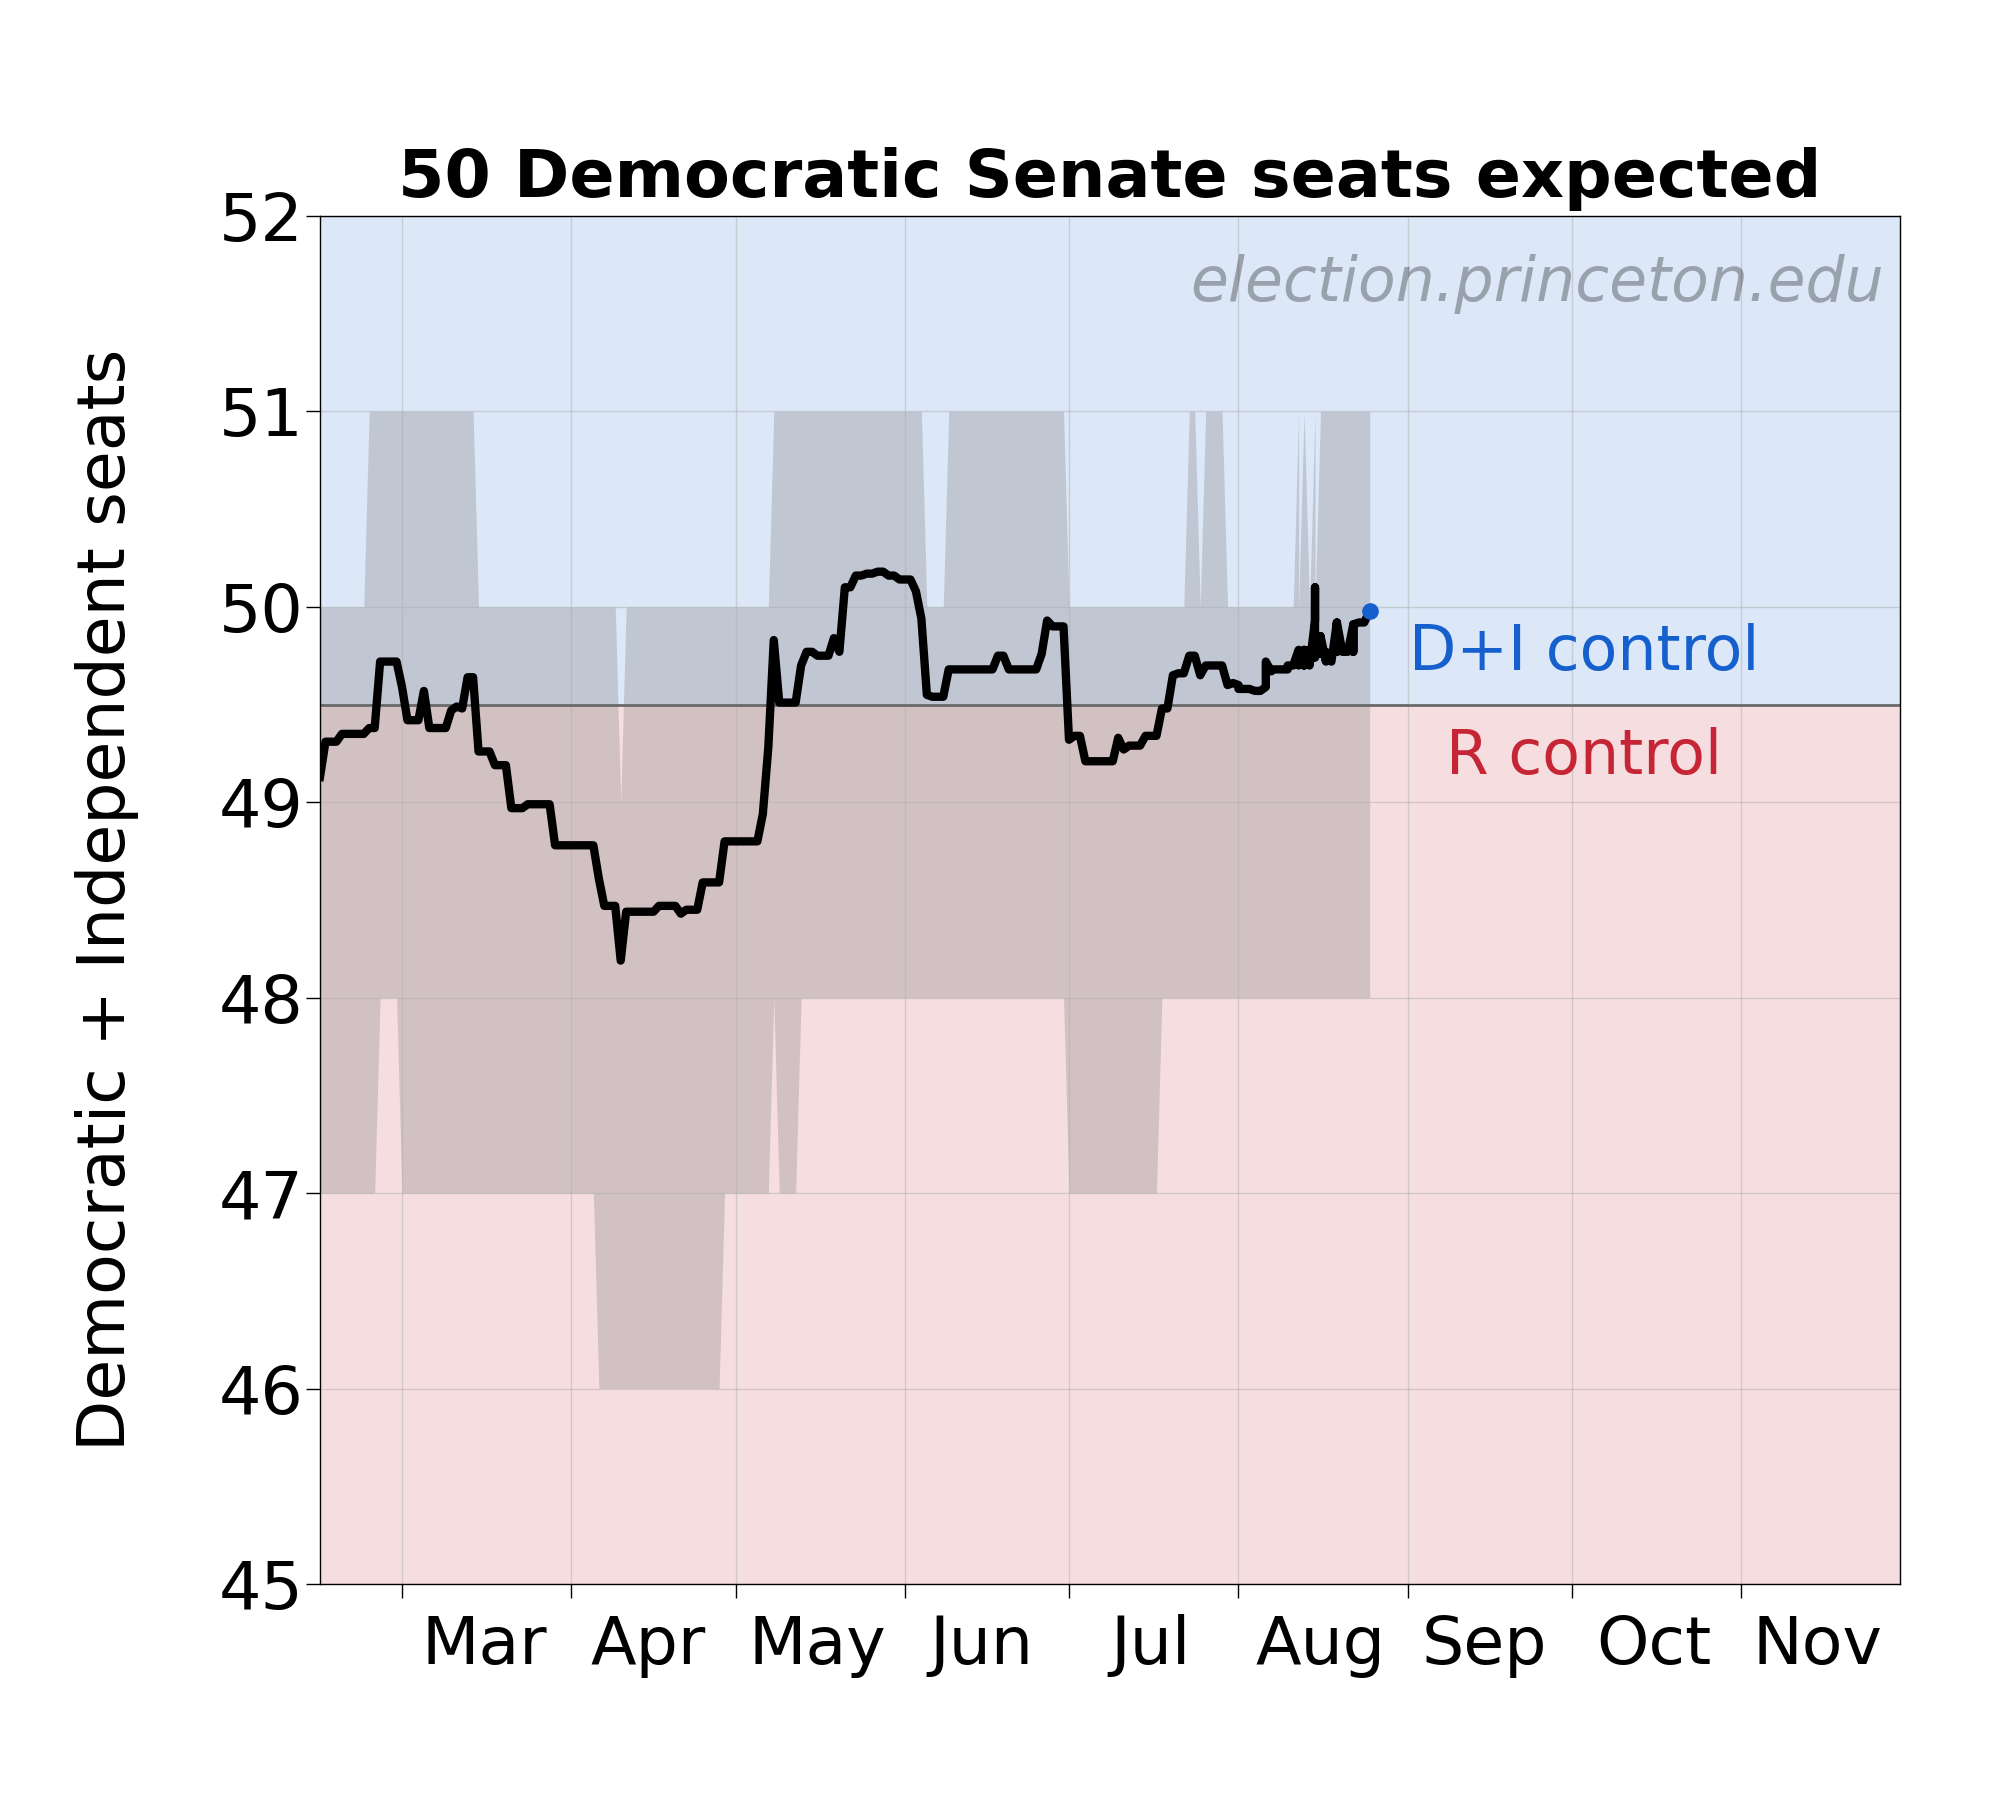 50 Democratic Senate seats expected
election.princeton.edu
Democratic + Independent seats
52
51
50
49
48
47
46
45
D+I control
R control
Mar Apr May Jun Jul Aug Sep Oct Nov